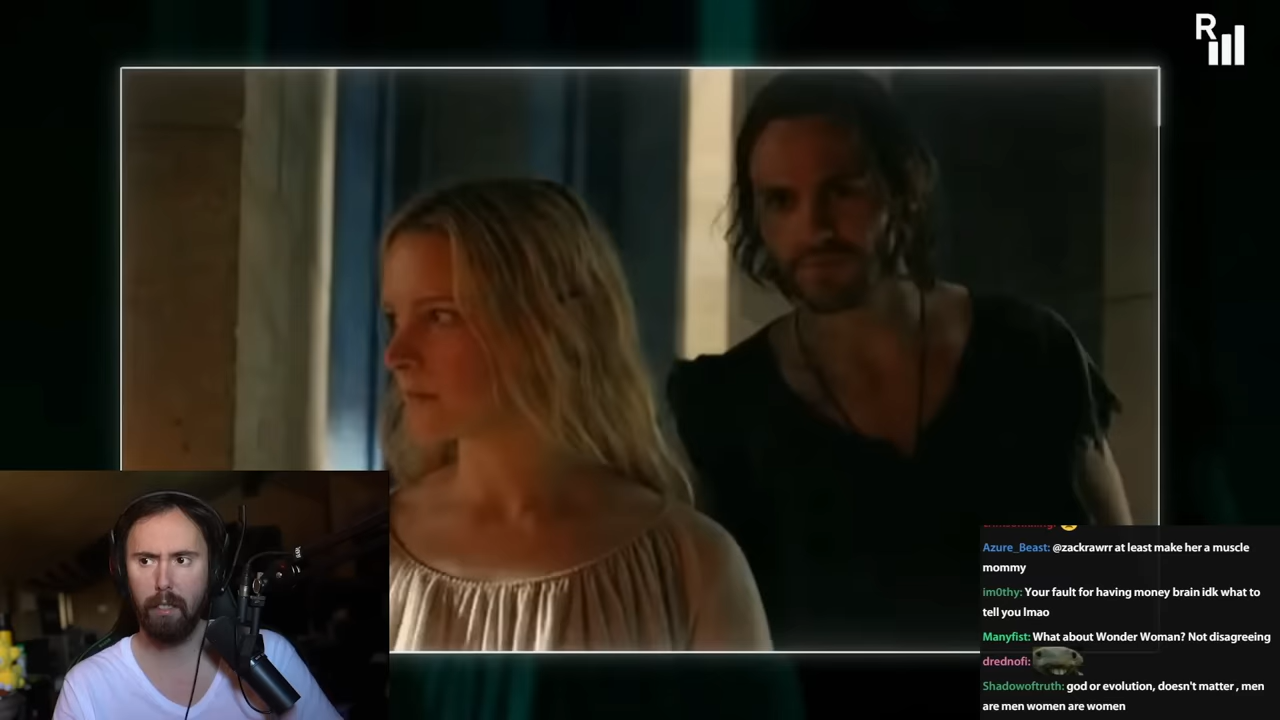 R
Azure_Beast: @zackrawrr at least make her a muscle
mommy
im0thy: Your fault for having money brain idk what to
tell you lmao
Manyfist: What about Wonder Woman? Not disagreeing
drednofi:
Shadowoftruth: god or evolution, doesn't matter , men
are men women are women